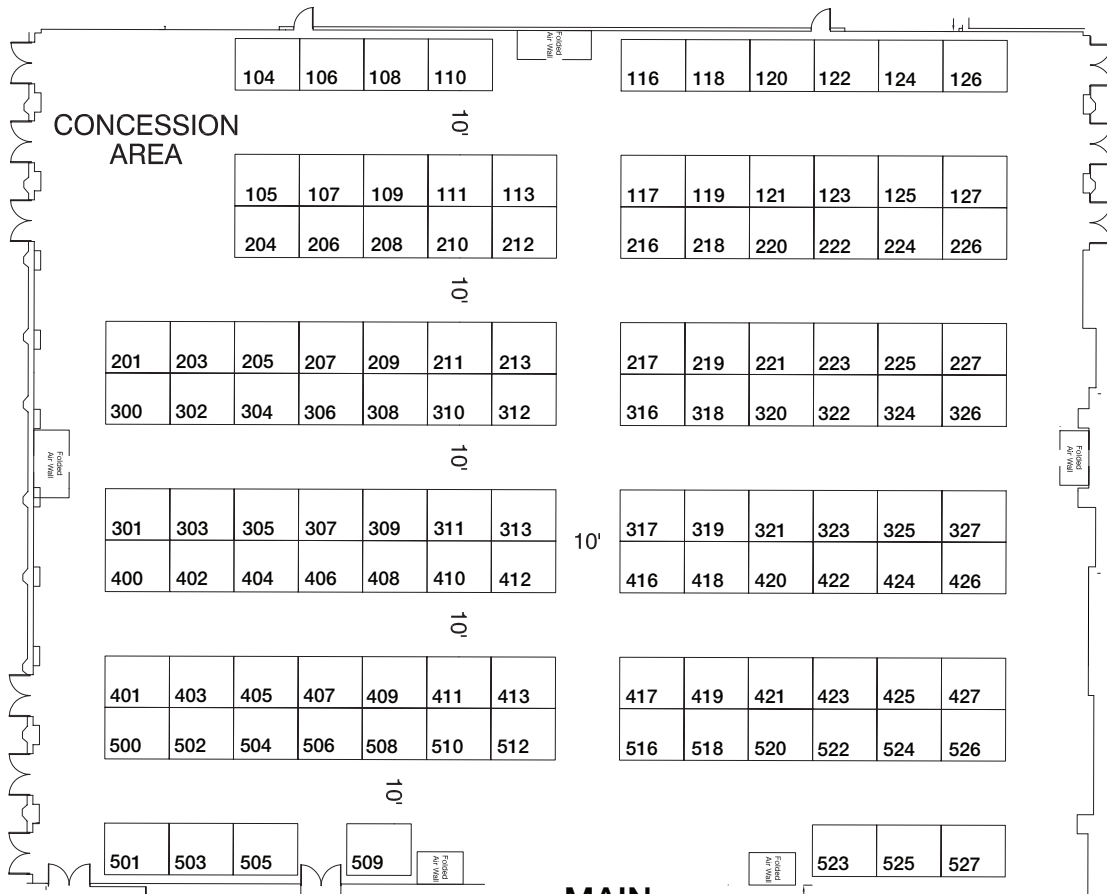 Folded
Air Wall
104 106 108 110 116 118 120 122 124 126
10'
CONCESSION
AREA
105 107 109 111 113 117 119 121 123 125 127
204 206 208 210 212 216 218 220 222 224 226
10'
201 203 205 207 209 211 213 217 219 221 223 225 227
300 302 304 306 308 310 312 316 318 320 322 324 326
Folded
Air Wall
10'
Folded
Air Wall
301 303 305 307 309 311 313 317 319 321 323 325 327
10'
400 402 404 406 408 410 412 416 418 420 422 424 426
10'
401 403 405 407 409 411 413 417 419 421 423 425 427
500 502 504 506 508 510 512 516 518 520 522 524 526
10'
501 503 505 509 523 525 527
Folded
Air Wall
Folded
Air Wall
MAIN